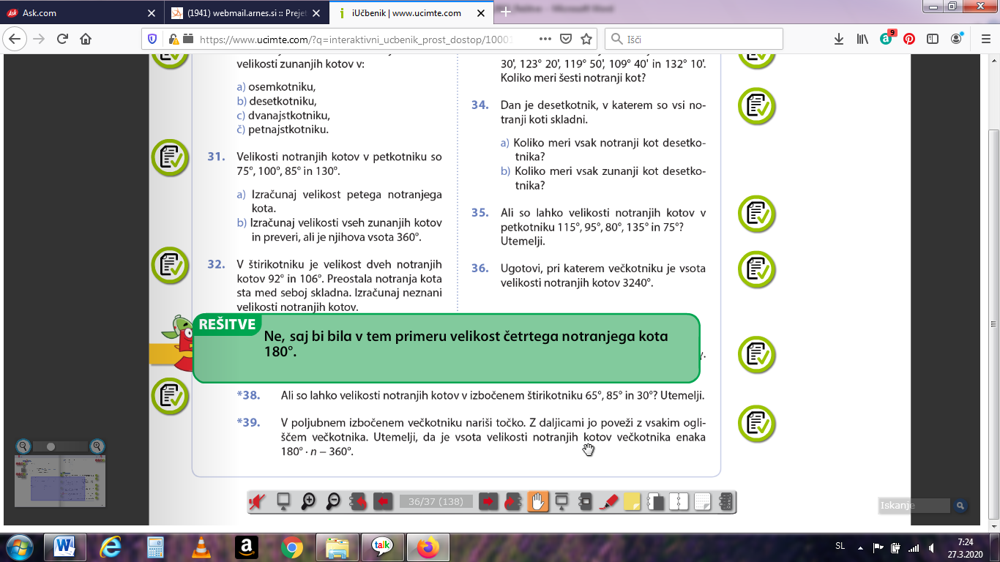 Ask.com
(1941) webmail.arnes.si :: Prejet
iUčbenik | www.ucimte.com
https://www.ucimte.com/?q=interaktivni_ucbenik_prost_dostop/10001
Išči
9
velikosti zunanjih kotov v:
a) osemkotniku,
b) desetkotniku,
c) dvanajstkotniku,
č) petnajstkotniku.
31. Velikosti notranjih kotov v petkotniku so
75°, 100°, 85° in 130°.
a) Izračunaj velikost petega notranjega
kota.
b) Izračunaj velikosti vseh zunanjih kotov
in preveri, ali je njihova vsota 360°.
32. V štirikotniku je velikost dveh notranjih
kotov 92° in 106°. Preostala notranja kota
sta med seboj skladna. Izračunaj neznani
velikosti notranjih kotov.
30', 123° 20', 119° 50', 109° 40' in 132° 10'.
Koliko meri šesti notranji kot?
34. Dan je desetkotnik, v katerem so vsi no-
tranji koti skladni.
a) Koliko meri vsak notranji kot desetko-
tnika?
b) Koliko meri vsak zunanji kot desetko-
tnika?
35. Ali so lahko velikosti notranjih kotov v
petkotniku 115°, 95°, 80°, 135° in 75°?
Utemelji.
36. Ugotovi, pri katerem večkotniku je vsota
velikosti notranjih kotov 3240°.
REŠITVE
Ne, saj bi bila v tem primeru velikost četrtega notranjega kota
180°.
*38. Ali so lahko velikosti notranjih kotov v izbočenem štirikotniku 65°, 85° in 30°? Utemelji.
*39. V poljubnem izbočenem večkotniku nariši točko. Z daljicami jo poveži z vsakim ogli-
ščem večkotnika. Utemelji, da je vsota velikosti notranjih kotov večkotnika enaka
180° · n − 360°.
36/37 (138)
Iskanje
talk
SL
7:24
27.3.2020